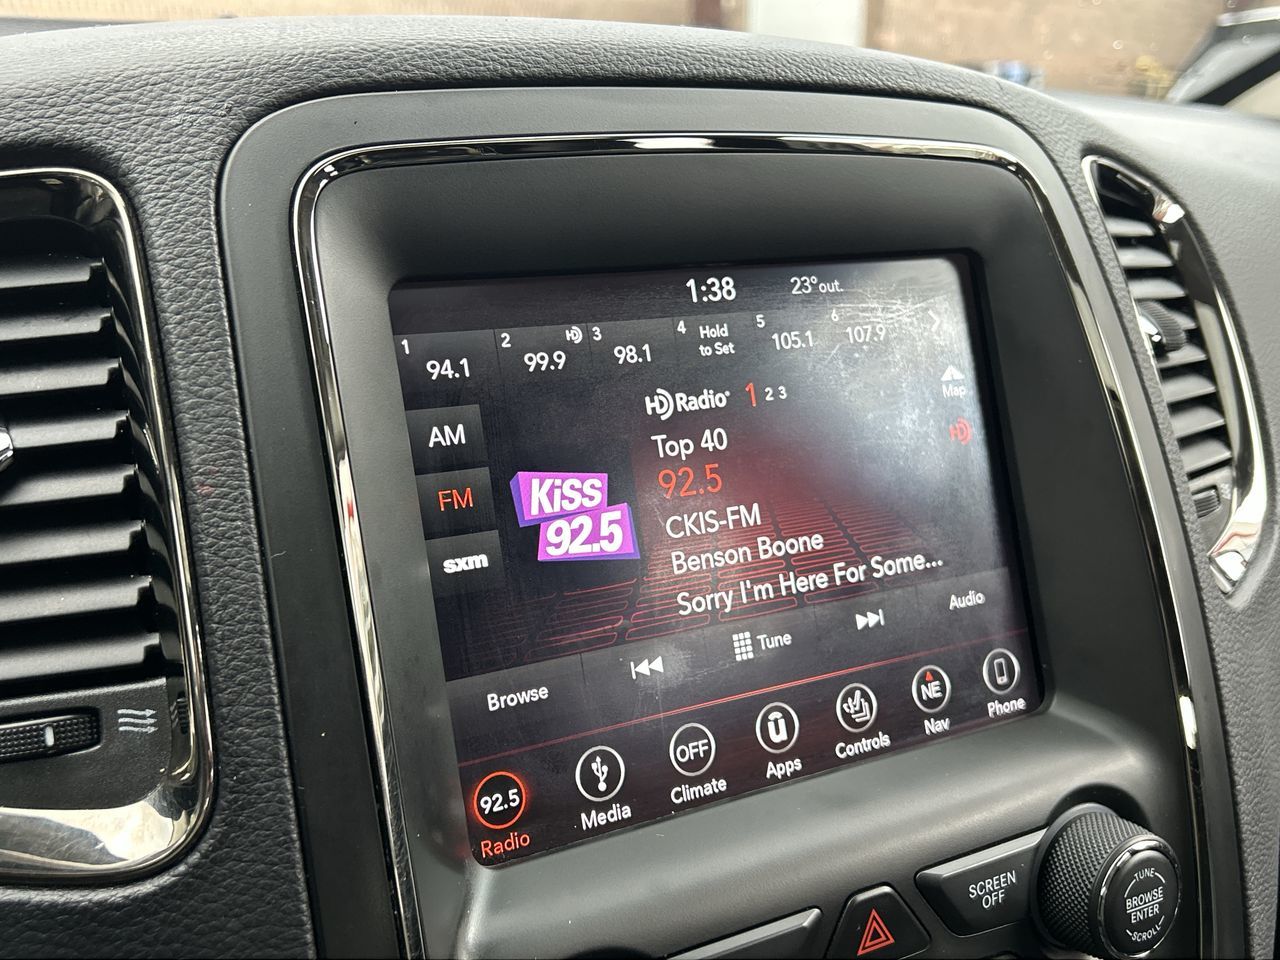 1:38 23° out.
1 94.1
2 99.9 HD
3 98.1
4 Hold to Set
5 105.1
6 107.9
HD Radio 1 2 3
Map
AM
Top 40
HD
FM
92.5
KiSS 92.5
CKIS-FM
sxm
Benson Boone
Sorry I'm Here For Some...
Browse
Tune
Audio
92.5
Radio
Media
OFF
Climate
Apps
Controls
NE
Nav
Phone
SCREEN OFF
TUNE
BROWSE
ENTER
SCROLL